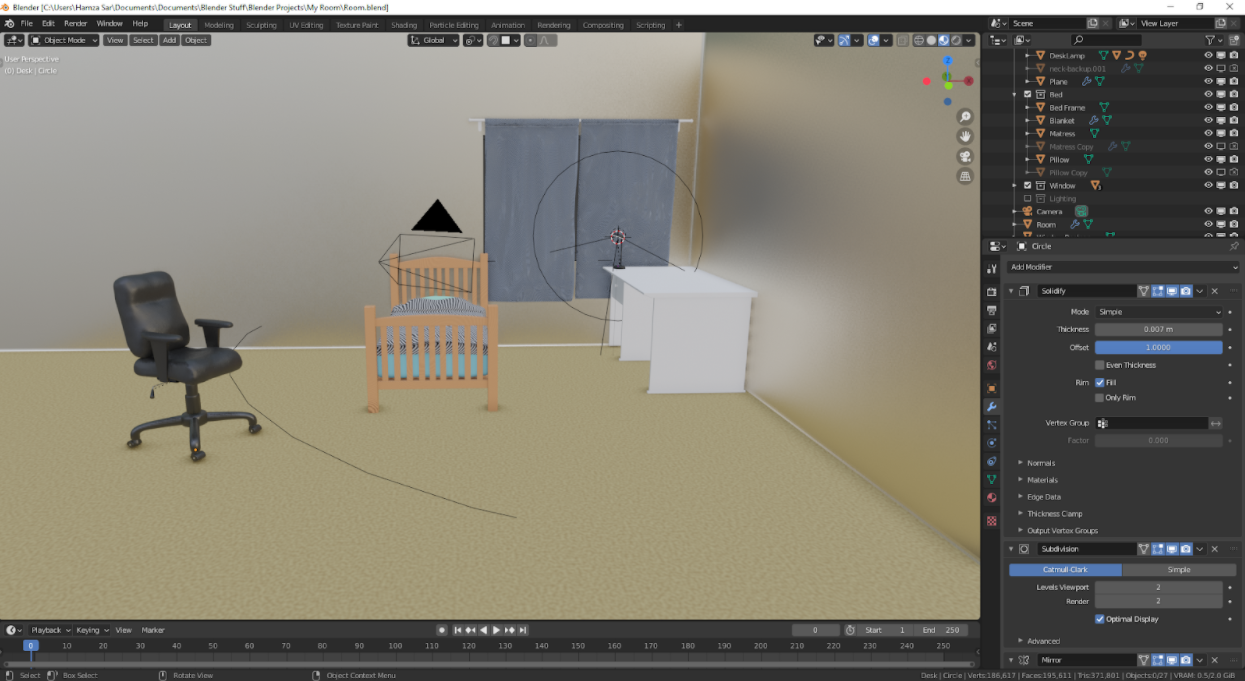 Blender [C:\Users\Hamza Sar\Documents\Documents\Blender Stuff\Blender Projects\My Room\Room.blend]
File Edit Render Window Help Layout Modeling Sculpting UV Editing Texture Paint Shading Particle Editing Animation Rendering Compositing Scripting + Scene View Layer
Object Mode View Select Add Object Global
User Perspective
(0) Desk | Circle
Z
DeskLamp
neck-backup.001
Plane
Bed
Bed Frame
Blanket
Matress
Matress Copy
Pillow
Pillow Copy
Window
Lighting
Camera
Room
Circle
Add Modifier
Solidify
Mode Simple
Thickness 0.007 m
Offset 1.0000
Even Thickness
Rim Fill
Only Rim
Vertex Group
Factor 0.000
Normals
Materials
Edge Data
Thickness Clamp
Output Vertex Groups
Subdivision
Catmull-Clark Simple
Levels Viewport 2
Render 2
Optimal Display
Advanced
Mirror
Playback Keying View Marker 0 Start 1 End 250
0 10 20 30 40 50 60 70 80 90 100 110 120 130 140 150 160 170 180 190 200 210 220 230 240 250
Select Box Select Rotate View Object Context Menu Desk | Circle | Verts:186,617 | Faces:195,611 | Tris:371,801 | Objects:0/27 | VRAM: 0.5/2.0 GiB